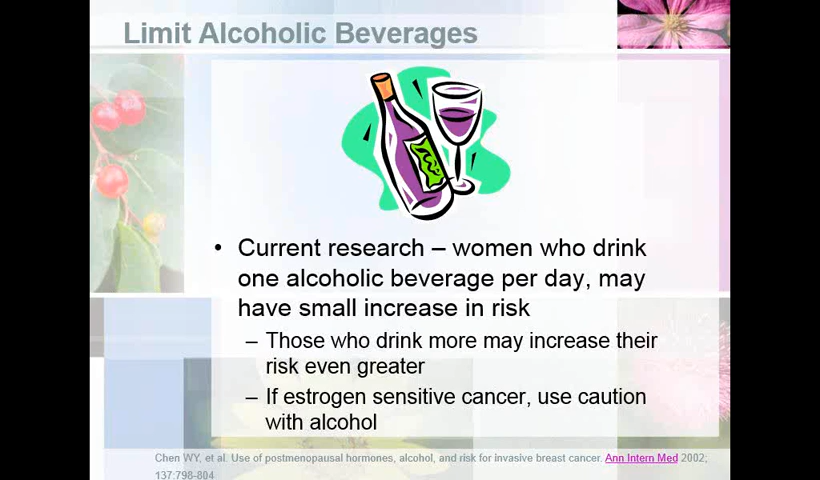 Limit Alcoholic Beverages
• Current research – women who drink
one alcoholic beverage per day, may
have small increase in risk
– Those who drink more may increase their
risk even greater
– If estrogen sensitive cancer, use caution
with alcohol
Chen WY, et al. Use of postmenopausal hormones, alcohol, and risk for invasive breast cancer. Ann Intern Med 2002;
137:798-804